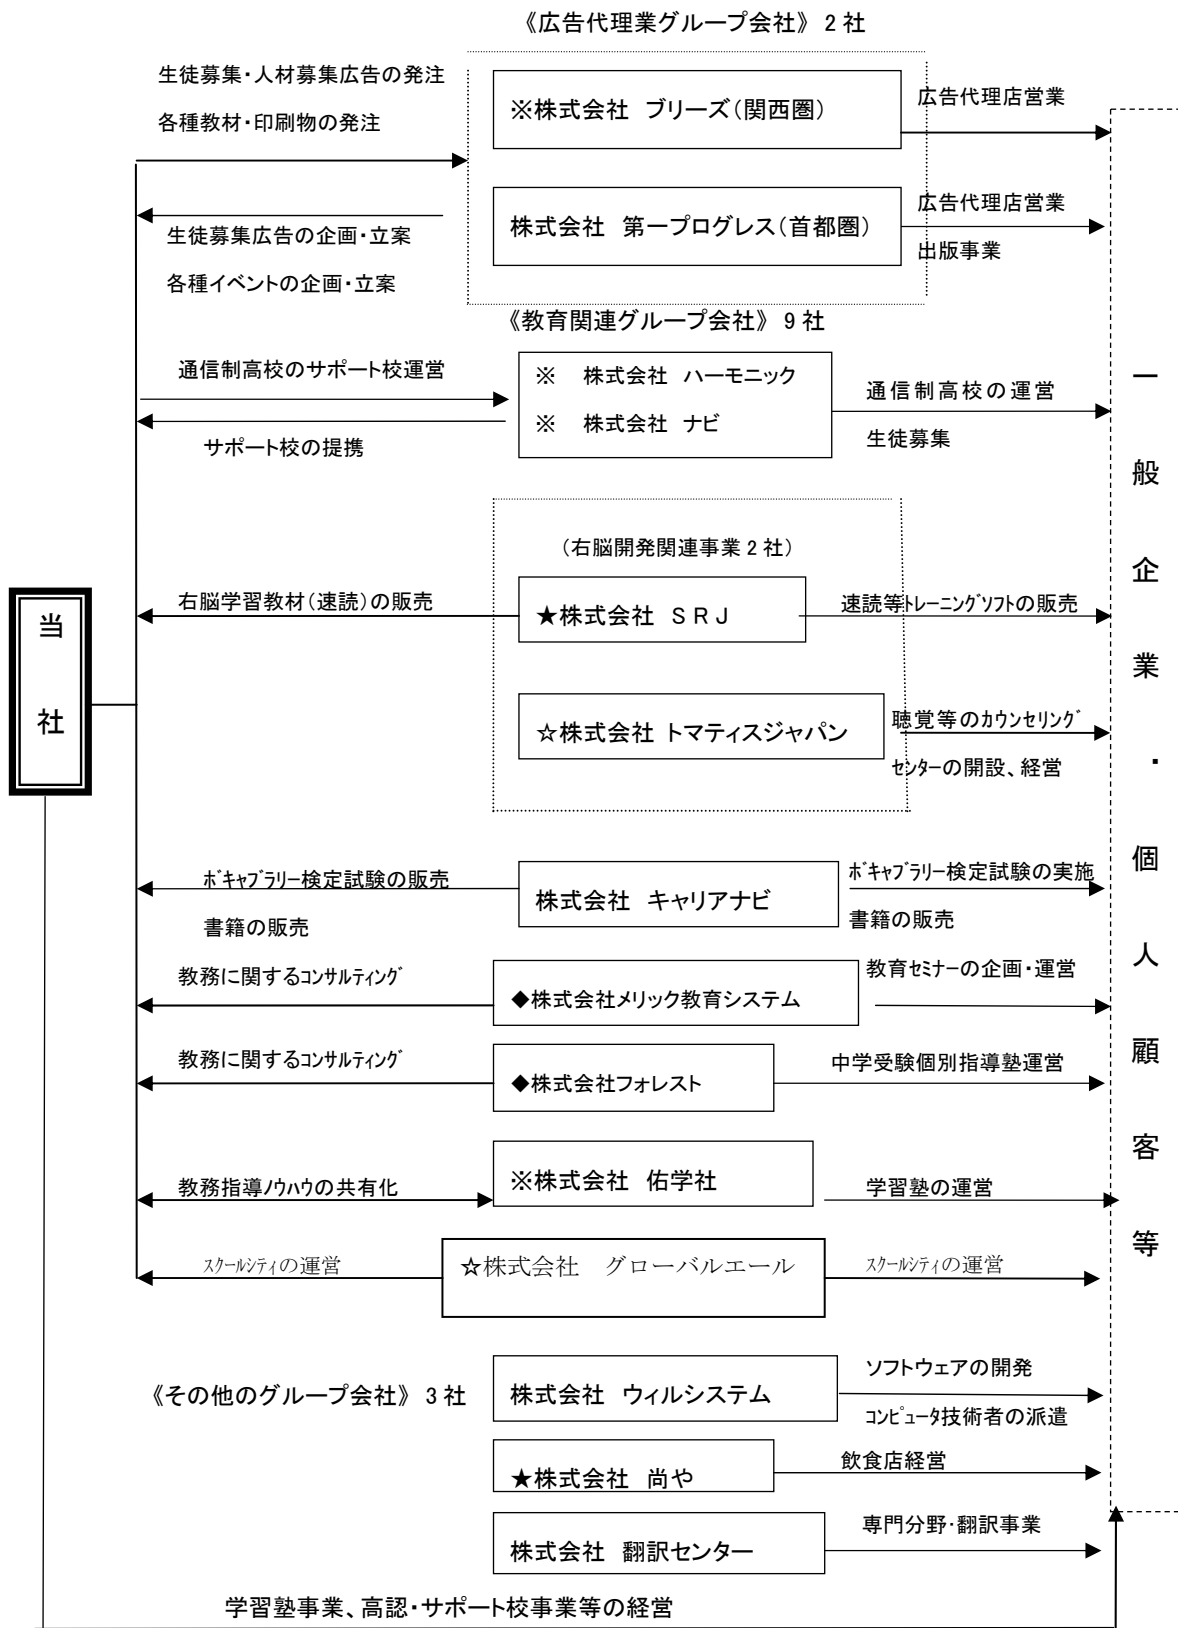 《広告代理業グループ会社》 2 社
生徒募集・人材募集広告の発注
各種教材・印刷物の発注
※株式会社 ブリーズ(関西圏)
広告代理店営業
生徒募集広告の企画・立案
各種イベントの企画・立案
株式会社 第一プログレス(首都圏)
広告代理店営業
出版事業
《教育関連グループ会社》 9 社
通信制高校のサポート校運営
サポート校の提携
※ 株式会社 ハーモニック
※ 株式会社 ナビ
通信制高校の運営
生徒募集
(右脳開発関連事業 2 社)
右脳学習教材(速読)の販売
★株式会社 SRJ
速読等トレーニングソフトの販売
☆株式会社 トマティスジャパン
聴覚等のカウンセリング
センターの開設、経営
当社
一般企業・個人顧客等
ボキャブラリー検定試験の販売
書籍の販売
株式会社 キャリアナビ
ボキャブラリー検定試験の実施
書籍の販売
教務に関するコンサルティング
◆株式会社メリック教育システム
教育セミナーの企画・運営
教務に関するコンサルティング
◆株式会社フォレスト
中学受験個別指導塾運営
教務指導ノウハウの共有化
※株式会社 佑学社
学習塾の運営
スクールシティの運営
☆株式会社 グローバルエール
スクールシティの運営
《その他のグループ会社》 3 社
株式会社 ウィルシステム
ソフトウェアの開発
コンピュータ技術者の派遣
★株式会社 尚や
飲食店経営
株式会社 翻訳センター
専門分野・翻訳事業
学習塾事業、高認・サポート校事業等の経営